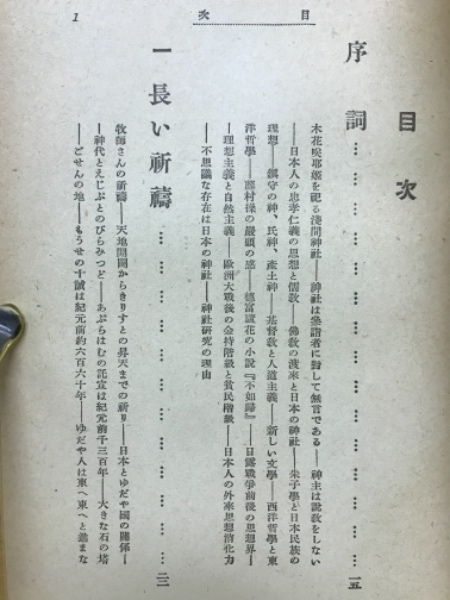 目次
1
目次
序詞…………………一五
木花咲耶姫を祀る淺間神社――神社は參詣者に對して無言である――神主は説敎をしない
――日本人の忠孝仁義の思想と儒敎――佛敎の渡來と日本の神社――朱子學と日本民族の
理想――鎭守の神、氏神、產土神――基督敎と人道主義――新しい文學――西洋哲學と東
洋哲學――藤村操の巖頭の感――德富蘆花の小說『不如歸』――日露戰爭前後の思想界―
―理想主義と自然主義――歐洲大戰後の金持階級と貧民階級――日本人の外來思想消化力
――不思議な存在は日本の神社――神社硏究の理由
一 長い祈禱…………………二三
牧師さんの祈禱――天地開闢からきりすとの昇天までの祈り――日本とゆだや國の關係―
―神代とえじぷとのぴらみつど――あぶらはむの託宣は紀元前千三百年――大きな石の塔
――ごせんの地――もうせの十誡は紀元前約六百六十年――ゆだや人は東へ東へと進まな